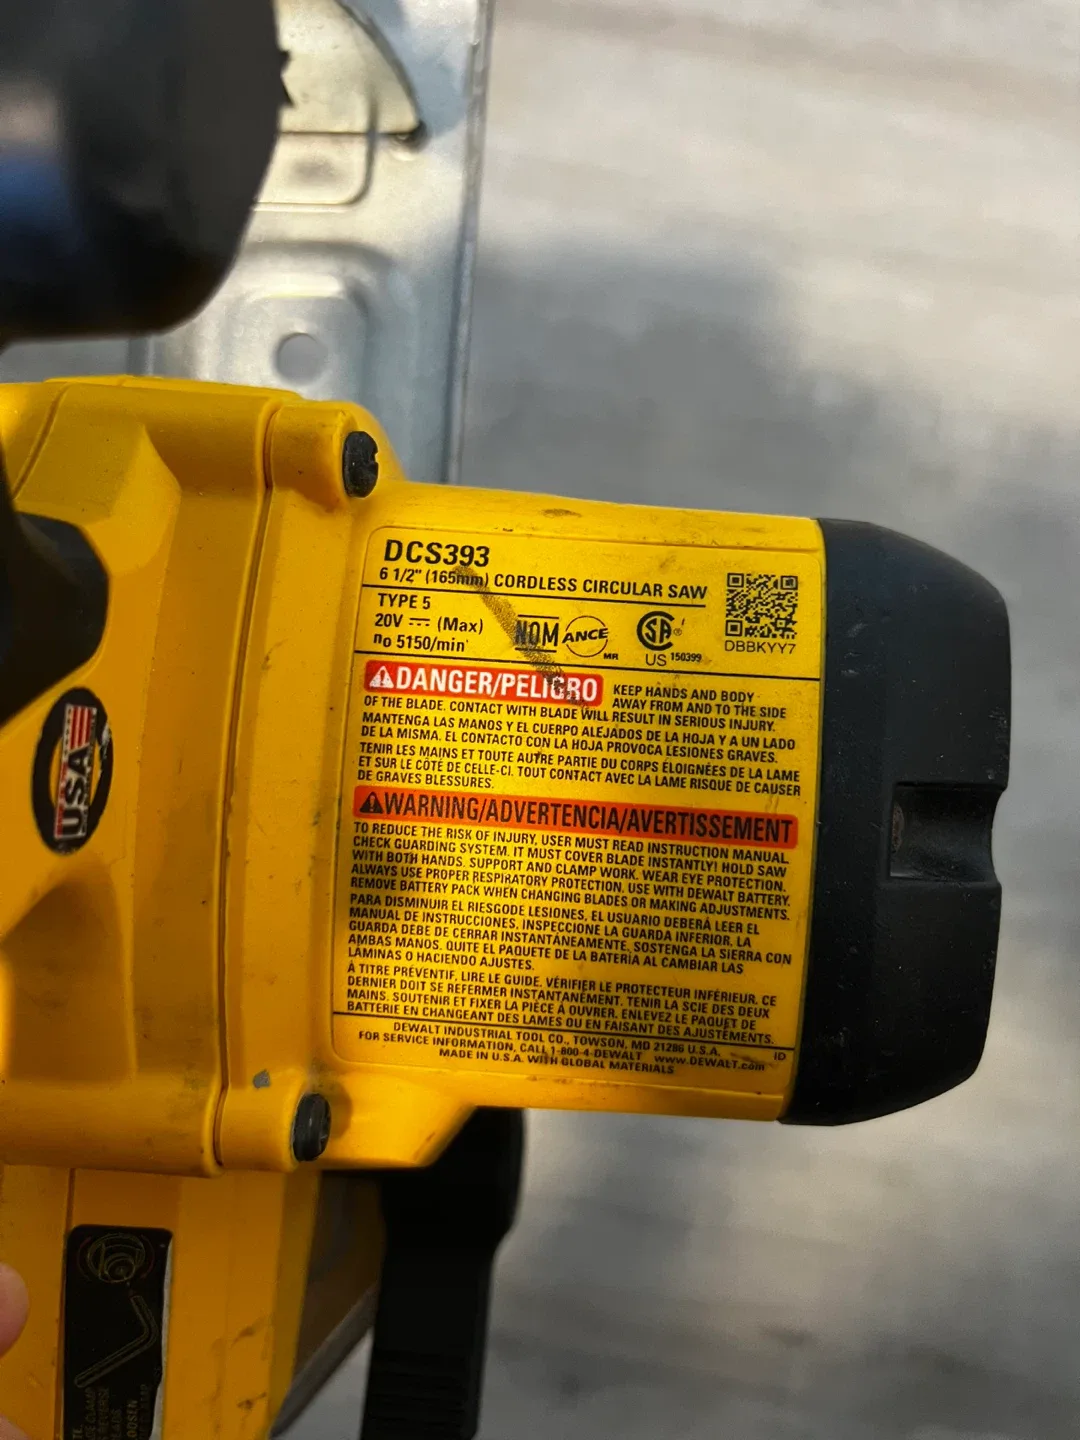 DCS393
6 1/2" (165mm) CORDLESS CIRCULAR SAW
TYPE 5
20V ⎓ (Max)
no 5150/min
NOM
ANCE
MR
SA
®
US 150399
DBBKYY7
DANGER/PELIGRO KEEP HANDS AND BODY
AWAY FROM AND TO THE SIDE
OF THE BLADE. CONTACT WITH BLADE WILL RESULT IN SERIOUS INJURY.
MANTENGA LAS MANOS Y EL CUERPO ALEJADOS DE LA HOJA Y A UN LADO
DE LA MISMA. EL CONTACTO CON LA HOJA PROVOCA LESIONES GRAVES.
TENIR LES MAINS ET TOUTE AUTRE PARTIE DU CORPS ÉLOIGNÉES DE LA LAME
ET SUR LE CÔTÉ DE CELLE-CI. TOUT CONTACT AVEC LA LAME RISQUE DE CAUSER
DE GRAVES BLESSURES.
WARNING/ADVERTENCIA/AVERTISSEMENT
TO REDUCE THE RISK OF INJURY, USER MUST READ INSTRUCTION MANUAL.
CHECK GUARDING SYSTEM. IT MUST COVER BLADE INSTANTLY! HOLD SAW
WITH BOTH HANDS. SUPPORT AND CLAMP WORK. WEAR EYE PROTECTION.
ALWAYS USE PROPER RESPIRATORY PROTECTION. USE WITH DEWALT BATTERY.
REMOVE BATTERY PACK WHEN CHANGING BLADES OR MAKING ADJUSTMENTS.
PARA DISMINUIR EL RIESGODE LESIONES, EL USUARIO DEBERÁ LEER EL
MANUAL DE INSTRUCCIONES. INSPECCIONE LA GUARDA INFERIOR. LA
GUARDA DEBE DE CERRAR INSTANTÁNEAMENTE. SOSTENGA LA SIERRA CON
AMBAS MANOS. QUITE EL PAQUETE DE LA BATERÍA AL CAMBIAR LAS
LÁMINAS O HACIENDO AJUSTES.
À TITRE PRÉVENTIF, LIRE LE GUIDE. VÉRIFIER LE PROTECTEUR INFÉRIEUR. CE
DERNIER DOIT SE REFERMER INSTANTANÉMENT. TENIR LA SCIE DES DEUX
MAINS. SOUTENIR ET FIXER LA PIÈCE À OUVRER. ENLEVEZ LE PAQUET DE
BATTERIE EN CHANGEANT DES LAMES OU EN FAISANT DES AJUSTEMENTS.
DEWALT INDUSTRIAL TOOL CO., TOWSON, MD 21286 U.S.A. ID
FOR SERVICE INFORMATION, CALL 1-800-4-DEWALT www.DEWALT.com
MADE IN U.S.A. WITH GLOBAL MATERIALS
USA